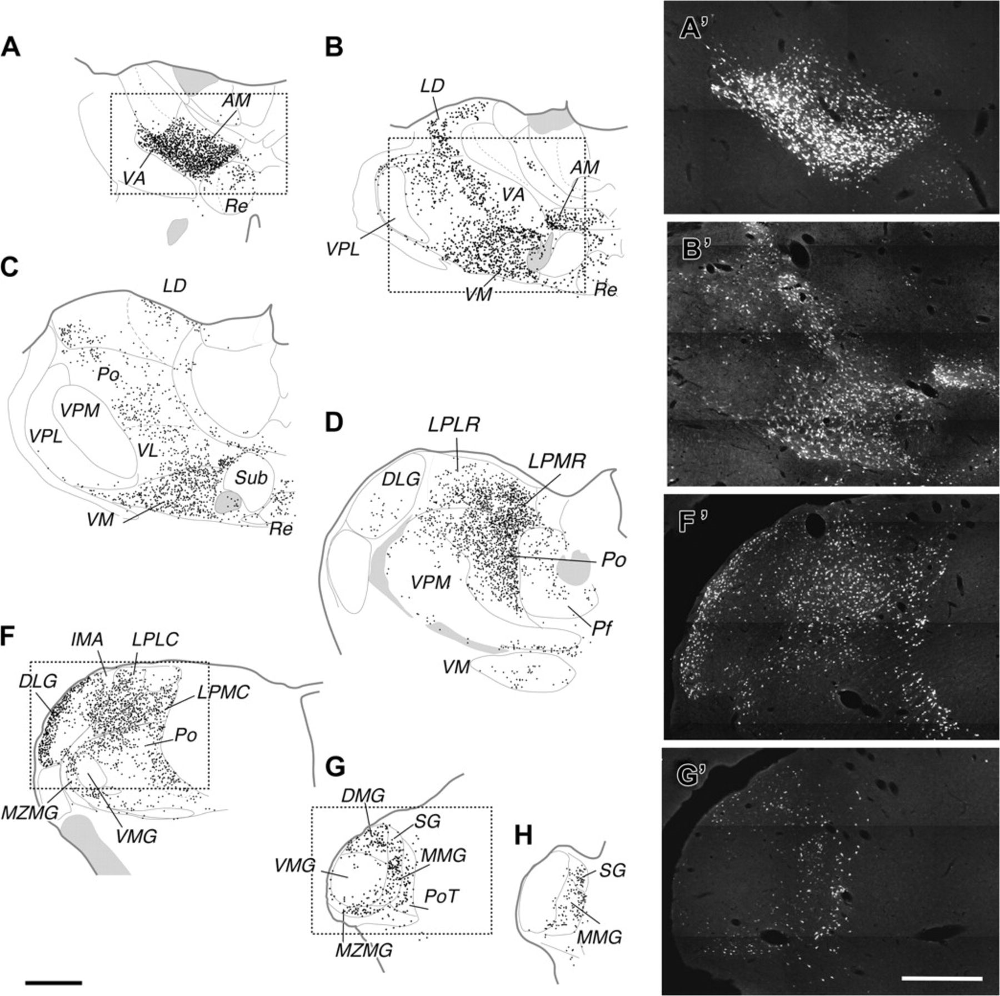 A
AM
VA
Re
B
LD
AM
VA
VPL
VM
Re
C
LD
Po
VPM
VPL
VL
Sub
VM
Re
D
LPLR
LPMR
DLG
Po
VPM
Pf
VM
F
IMA
LPLC
DLG
LPMC
Po
MZMG
VMG
G
DMG
SG
MMG
VMG
PoT
MZMG
H
SG
MMG
A’
B’
F’
G’